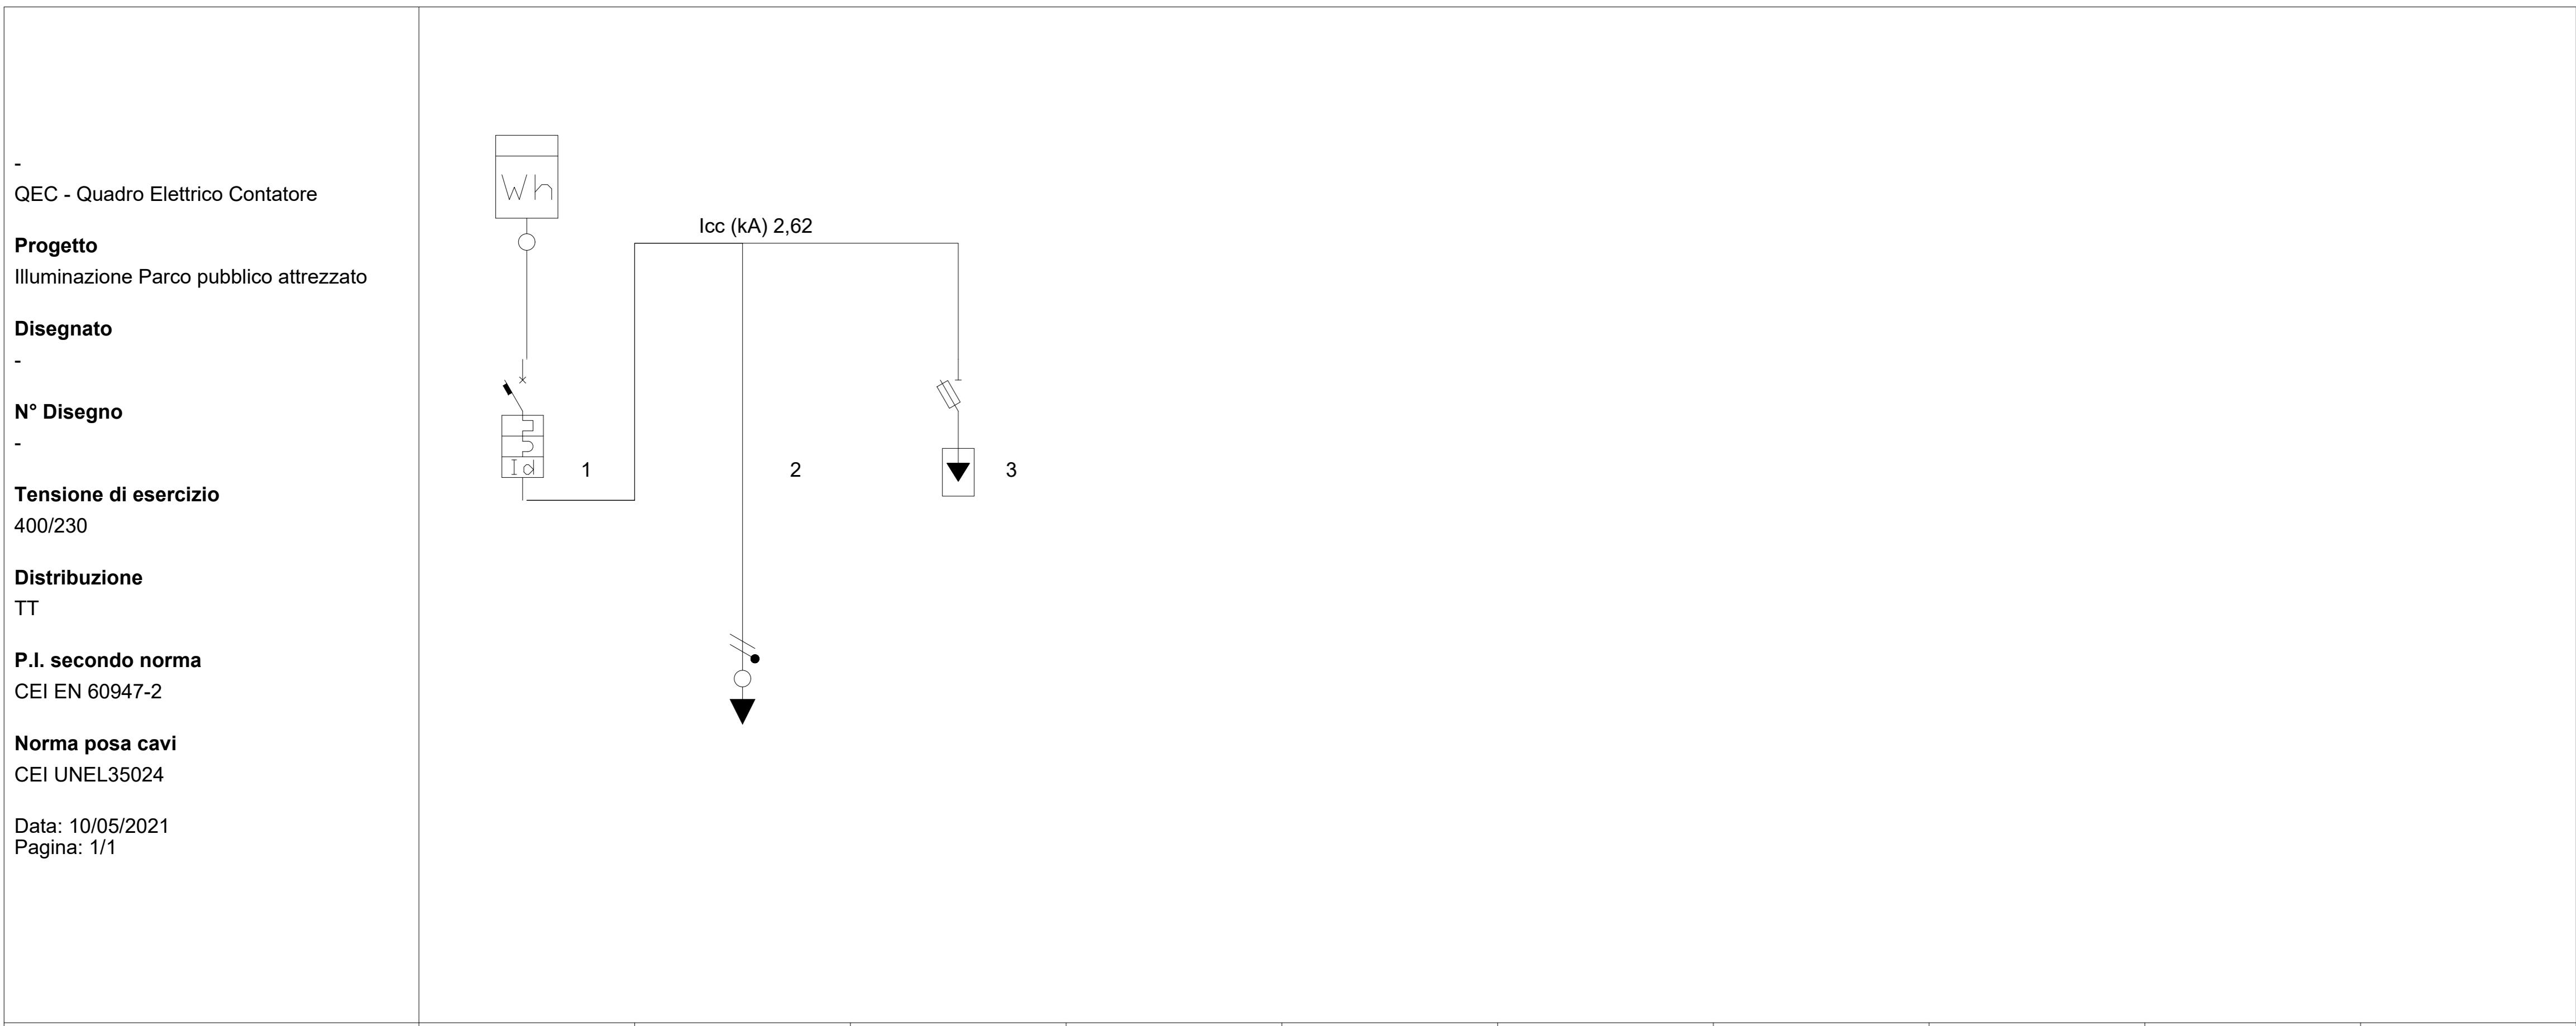 -
QEC - Quadro Elettrico Contatore
Progetto
Illuminazione Parco pubblico attrezzato
Disegnato
-
N° Disegno
-
Tensione di esercizio
400/230
Distribuzione
TT
P.I. secondo norma
CEI EN 60947-2
Norma posa cavi
CEI UNEL35024
Data: 10/05/2021
Pagina: 1/1
Wh
Icc (kA) 2,62
Id
1
2
3